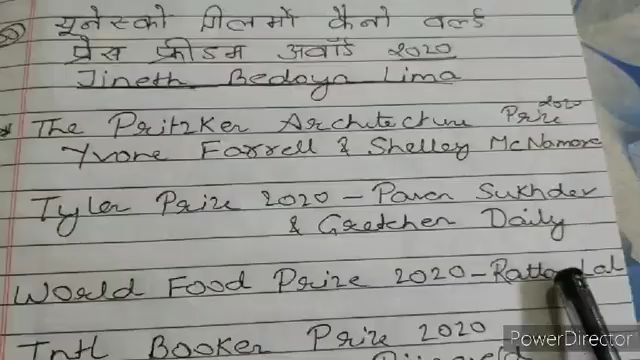 यूनेस्को गिलर्मो कैनो वर्ल्ड
प्रेस फ्रीडम अवॉर्ड 2020
Jineth Bedoya Lima
The Pritzker Architecture Prize 2020
Yvone Farrell & Shelley McNamara
Tyler Prize 2020 - Pavan Sukhdev
& Gretchen Daily
World Food Prize 2020 - Lal
Intl Booker Prize 2020
PowerDirector